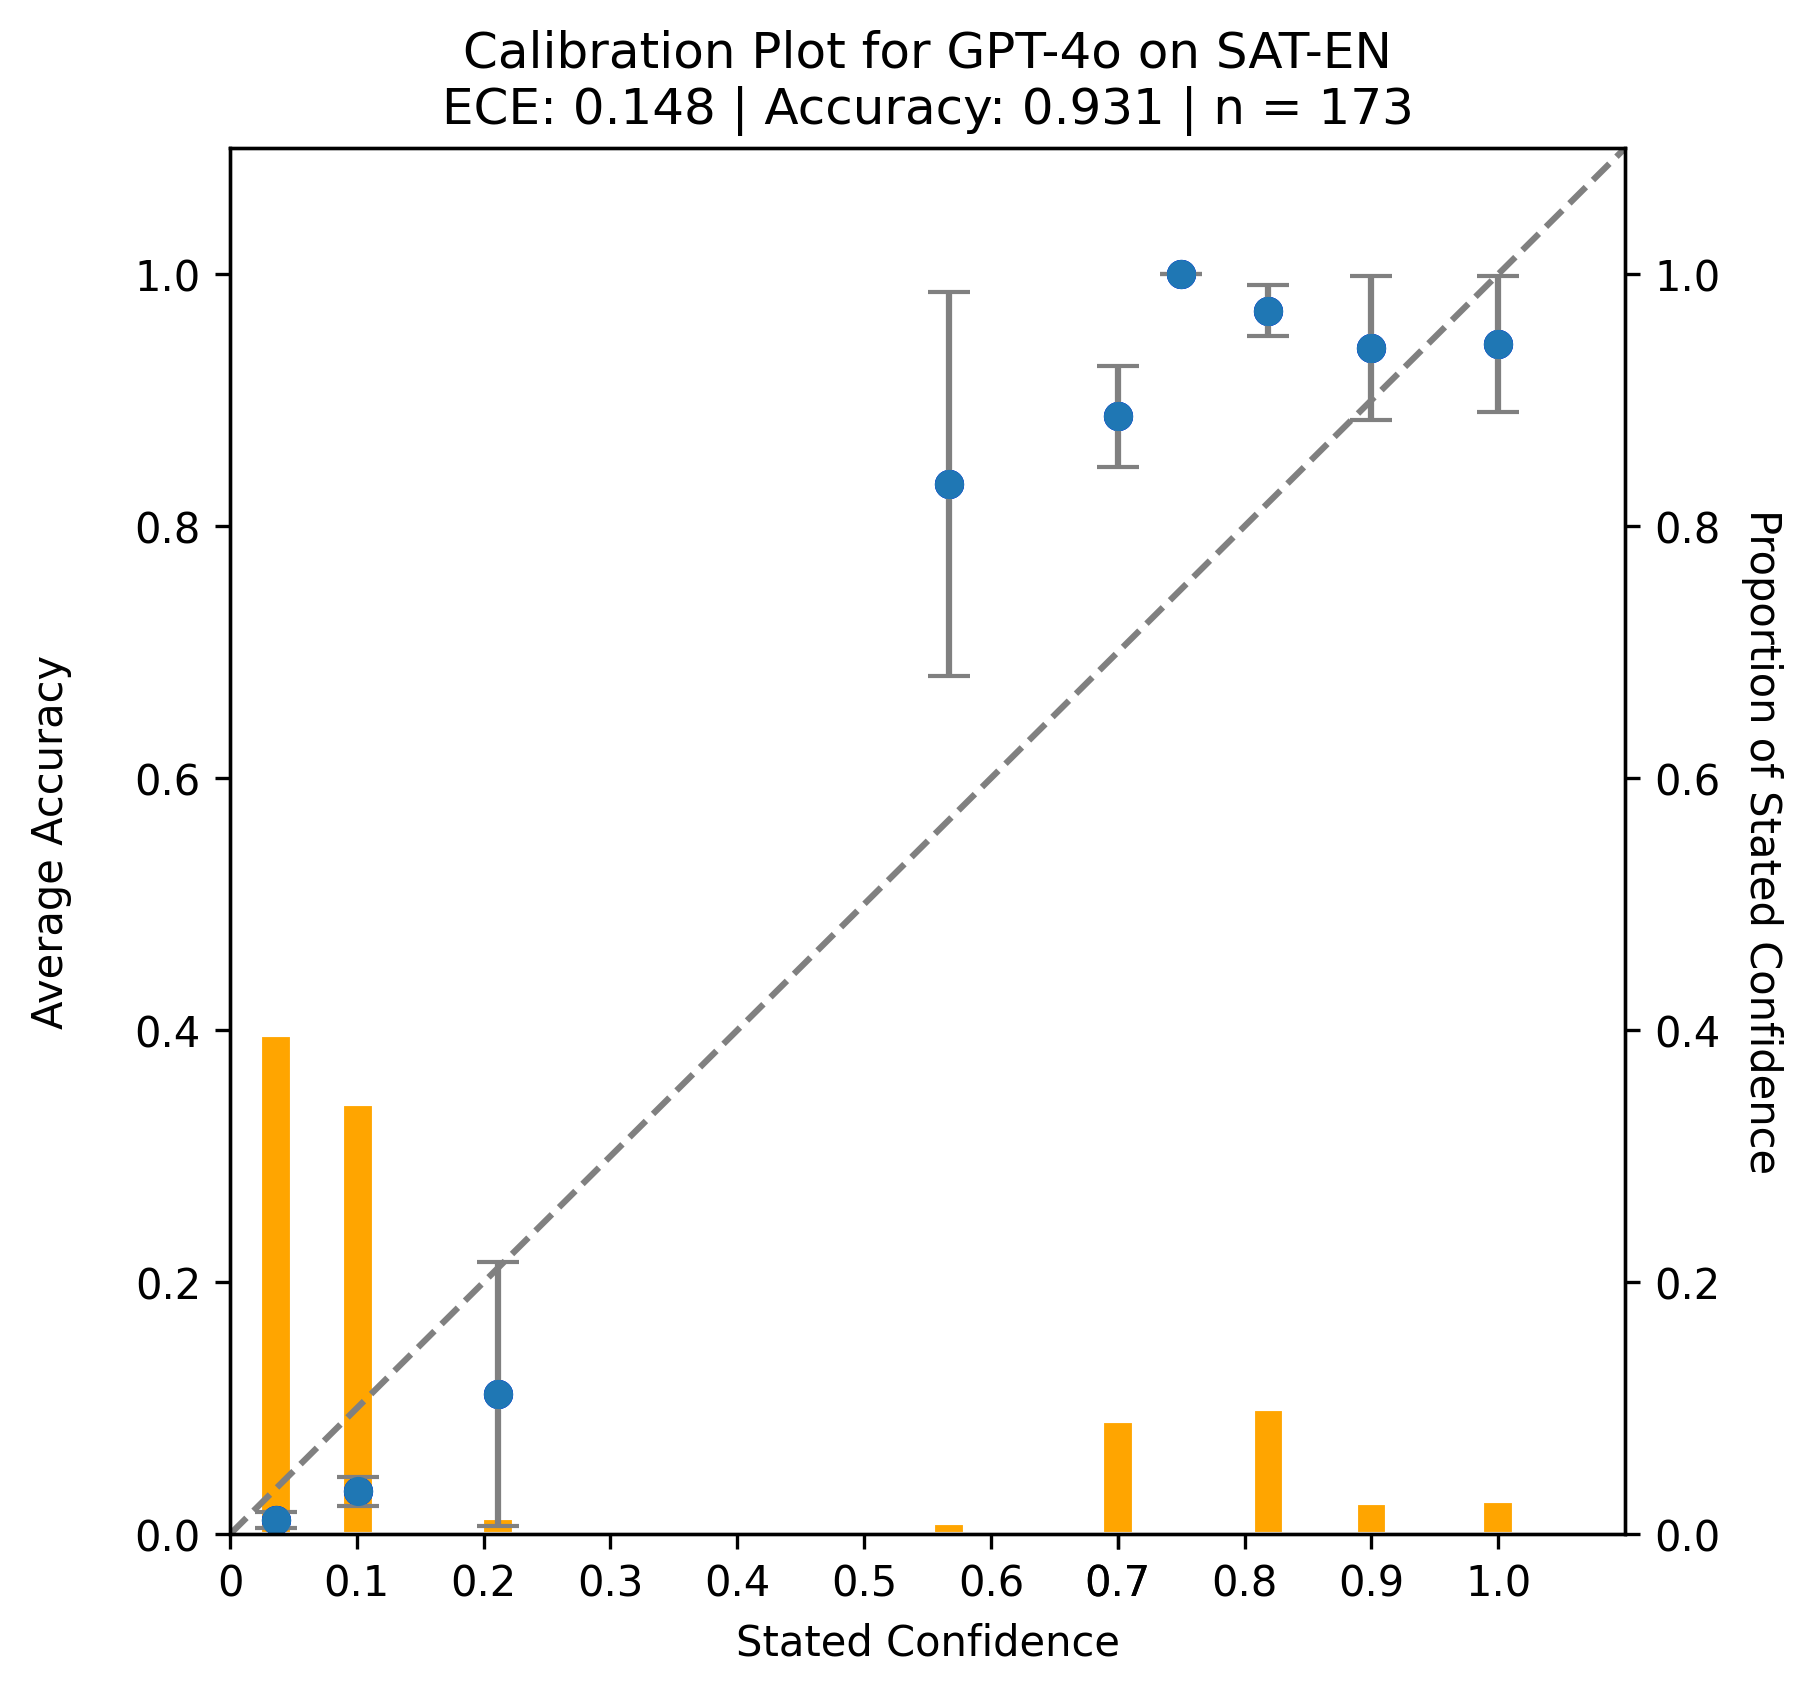 Calibration Plot for GPT-4o on SAT-EN
ECE: 0.148 | Accuracy: 0.931 | n = 173
1.0
0.8
0.6
0.4
0.2
0.0
Average Accuracy
1.0
0.8
0.6
0.4
0.2
0.0
Proportion of Stated Confidence
0 0.1 0.2 0.3 0.4 0.5 0.6 0.7 0.8 0.9 1.0
Stated Confidence